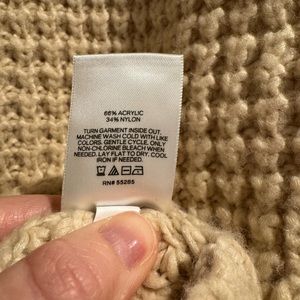 66% ACRYLIC
34% NYLON
TURN GARMENT INSIDE OUT.
MACHINE WASH COLD WITH LIKE
COLORS. GENTLE CYCLE. ONLY
NON-CHLORINE BLEACH WHEN
NEEDED. LAY FLAT TO DRY. COOL
IRON IF NEEDED.
RN# 55285